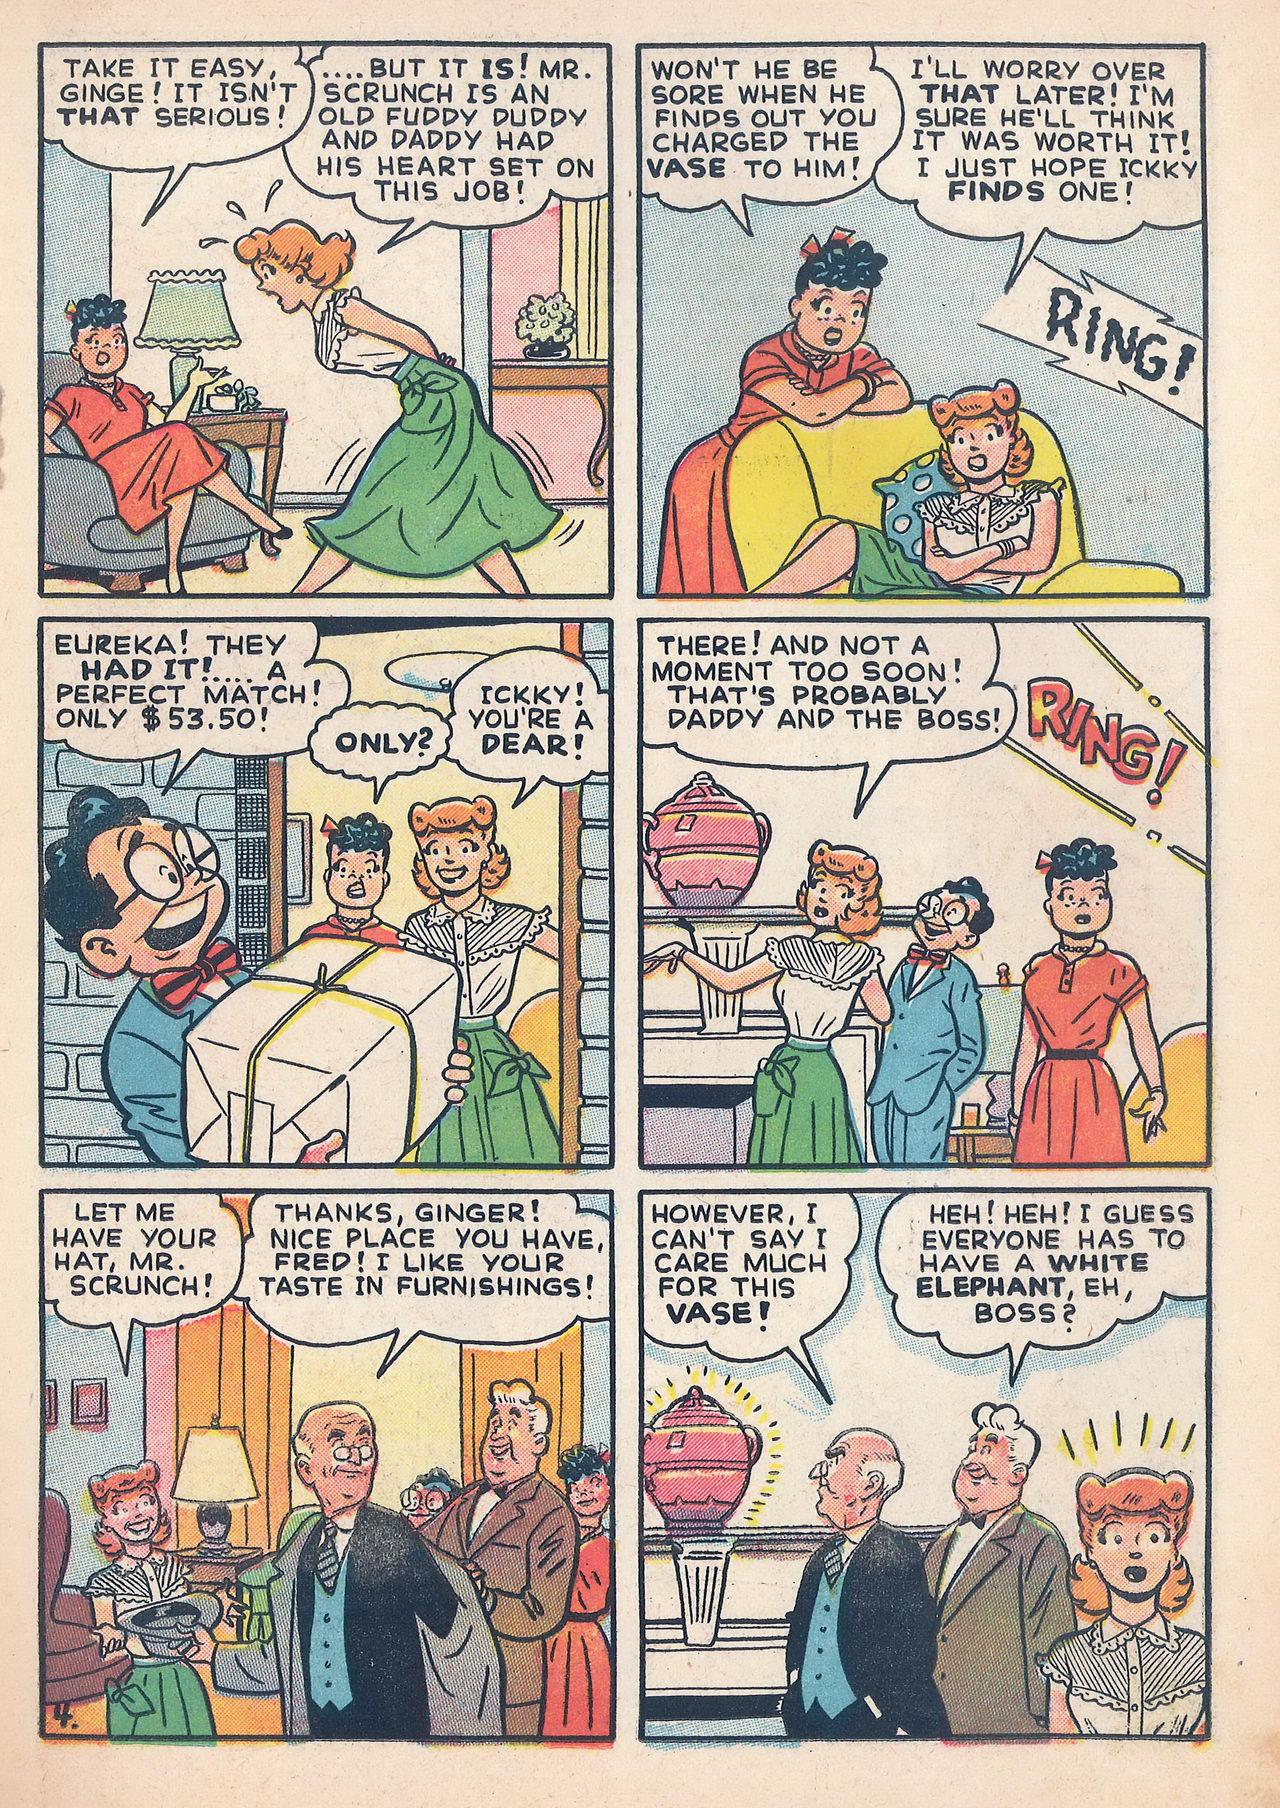 TAKE IT EASY,
GINGE! IT ISN'T
THAT SERIOUS!
....BUT IT IS! MR.
SCRUNCH IS AN
OLD FUDDY DUDDY
AND DADDY HAD
HIS HEART SET ON
THIS JOB!
WON'T HE BE
SORE WHEN HE
FINDS OUT YOU
CHARGED THE
VASE TO HIM!
I'LL WORRY OVER
THAT LATER! I'M
SURE HE'LL THINK
IT WAS WORTH IT!
I JUST HOPE ICKKY
FINDS ONE!
RING!
EUREKA! THEY
HAD IT!..... A
PERFECT MATCH!
ONLY $53.50!
ONLY?
ICKKY!
YOU'RE A
DEAR!
THERE! AND NOT A
MOMENT TOO SOON!
THAT'S PROBABLY
DADDY AND THE BOSS!
RING!
LET ME
HAVE YOUR
HAT, MR.
SCRUNCH!
THANKS, GINGER!
NICE PLACE YOU HAVE,
FRED! I LIKE YOUR
TASTE IN FURNISHINGS!
4.
HOWEVER, I
CAN'T SAY I
CARE MUCH
FOR THIS
VASE!
HEH! HEH! I GUESS
EVERYONE HAS TO
HAVE A WHITE
ELEPHANT, EH,
BOSS?